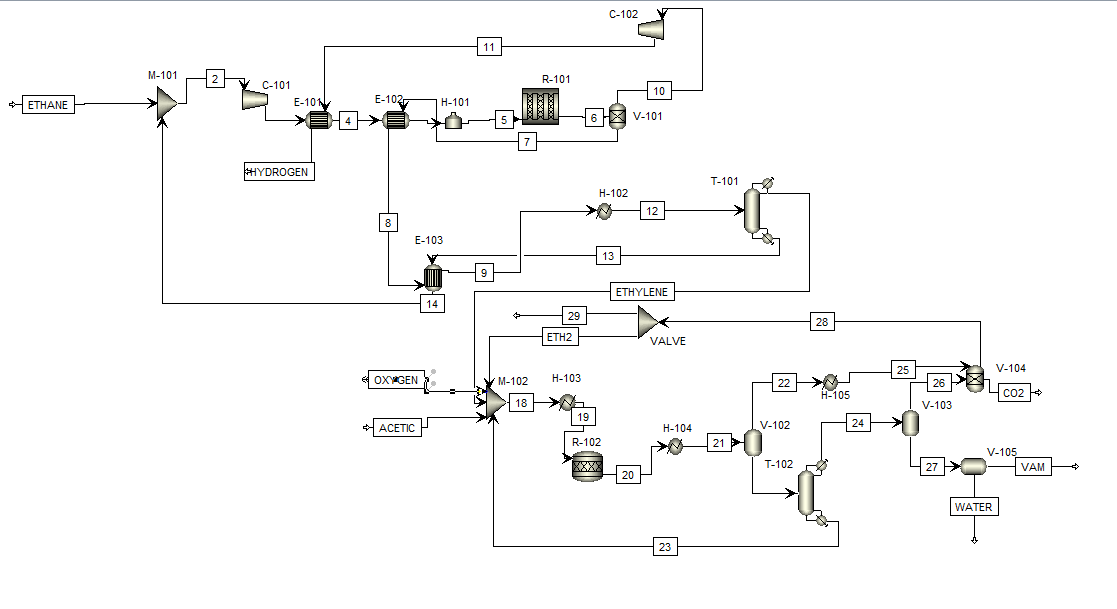 C-102
11
M-101
2
C-101
R-101
ETHANE
E-101
E-102
H-101
10
4
5
6
V-101
7
HYDROGEN
T-101
H-102
12
8
E-103
13
9
ETHYLENE
14
29
28
ETH2
VALVE
OXYGEN
M-102
H-103
22
25
V-104
26
H-105
CO2
18
ACETIC
19
V-103
R-102
H-104
21
V-102
24
T-102
20
27
V-105
VAM
WATER
23